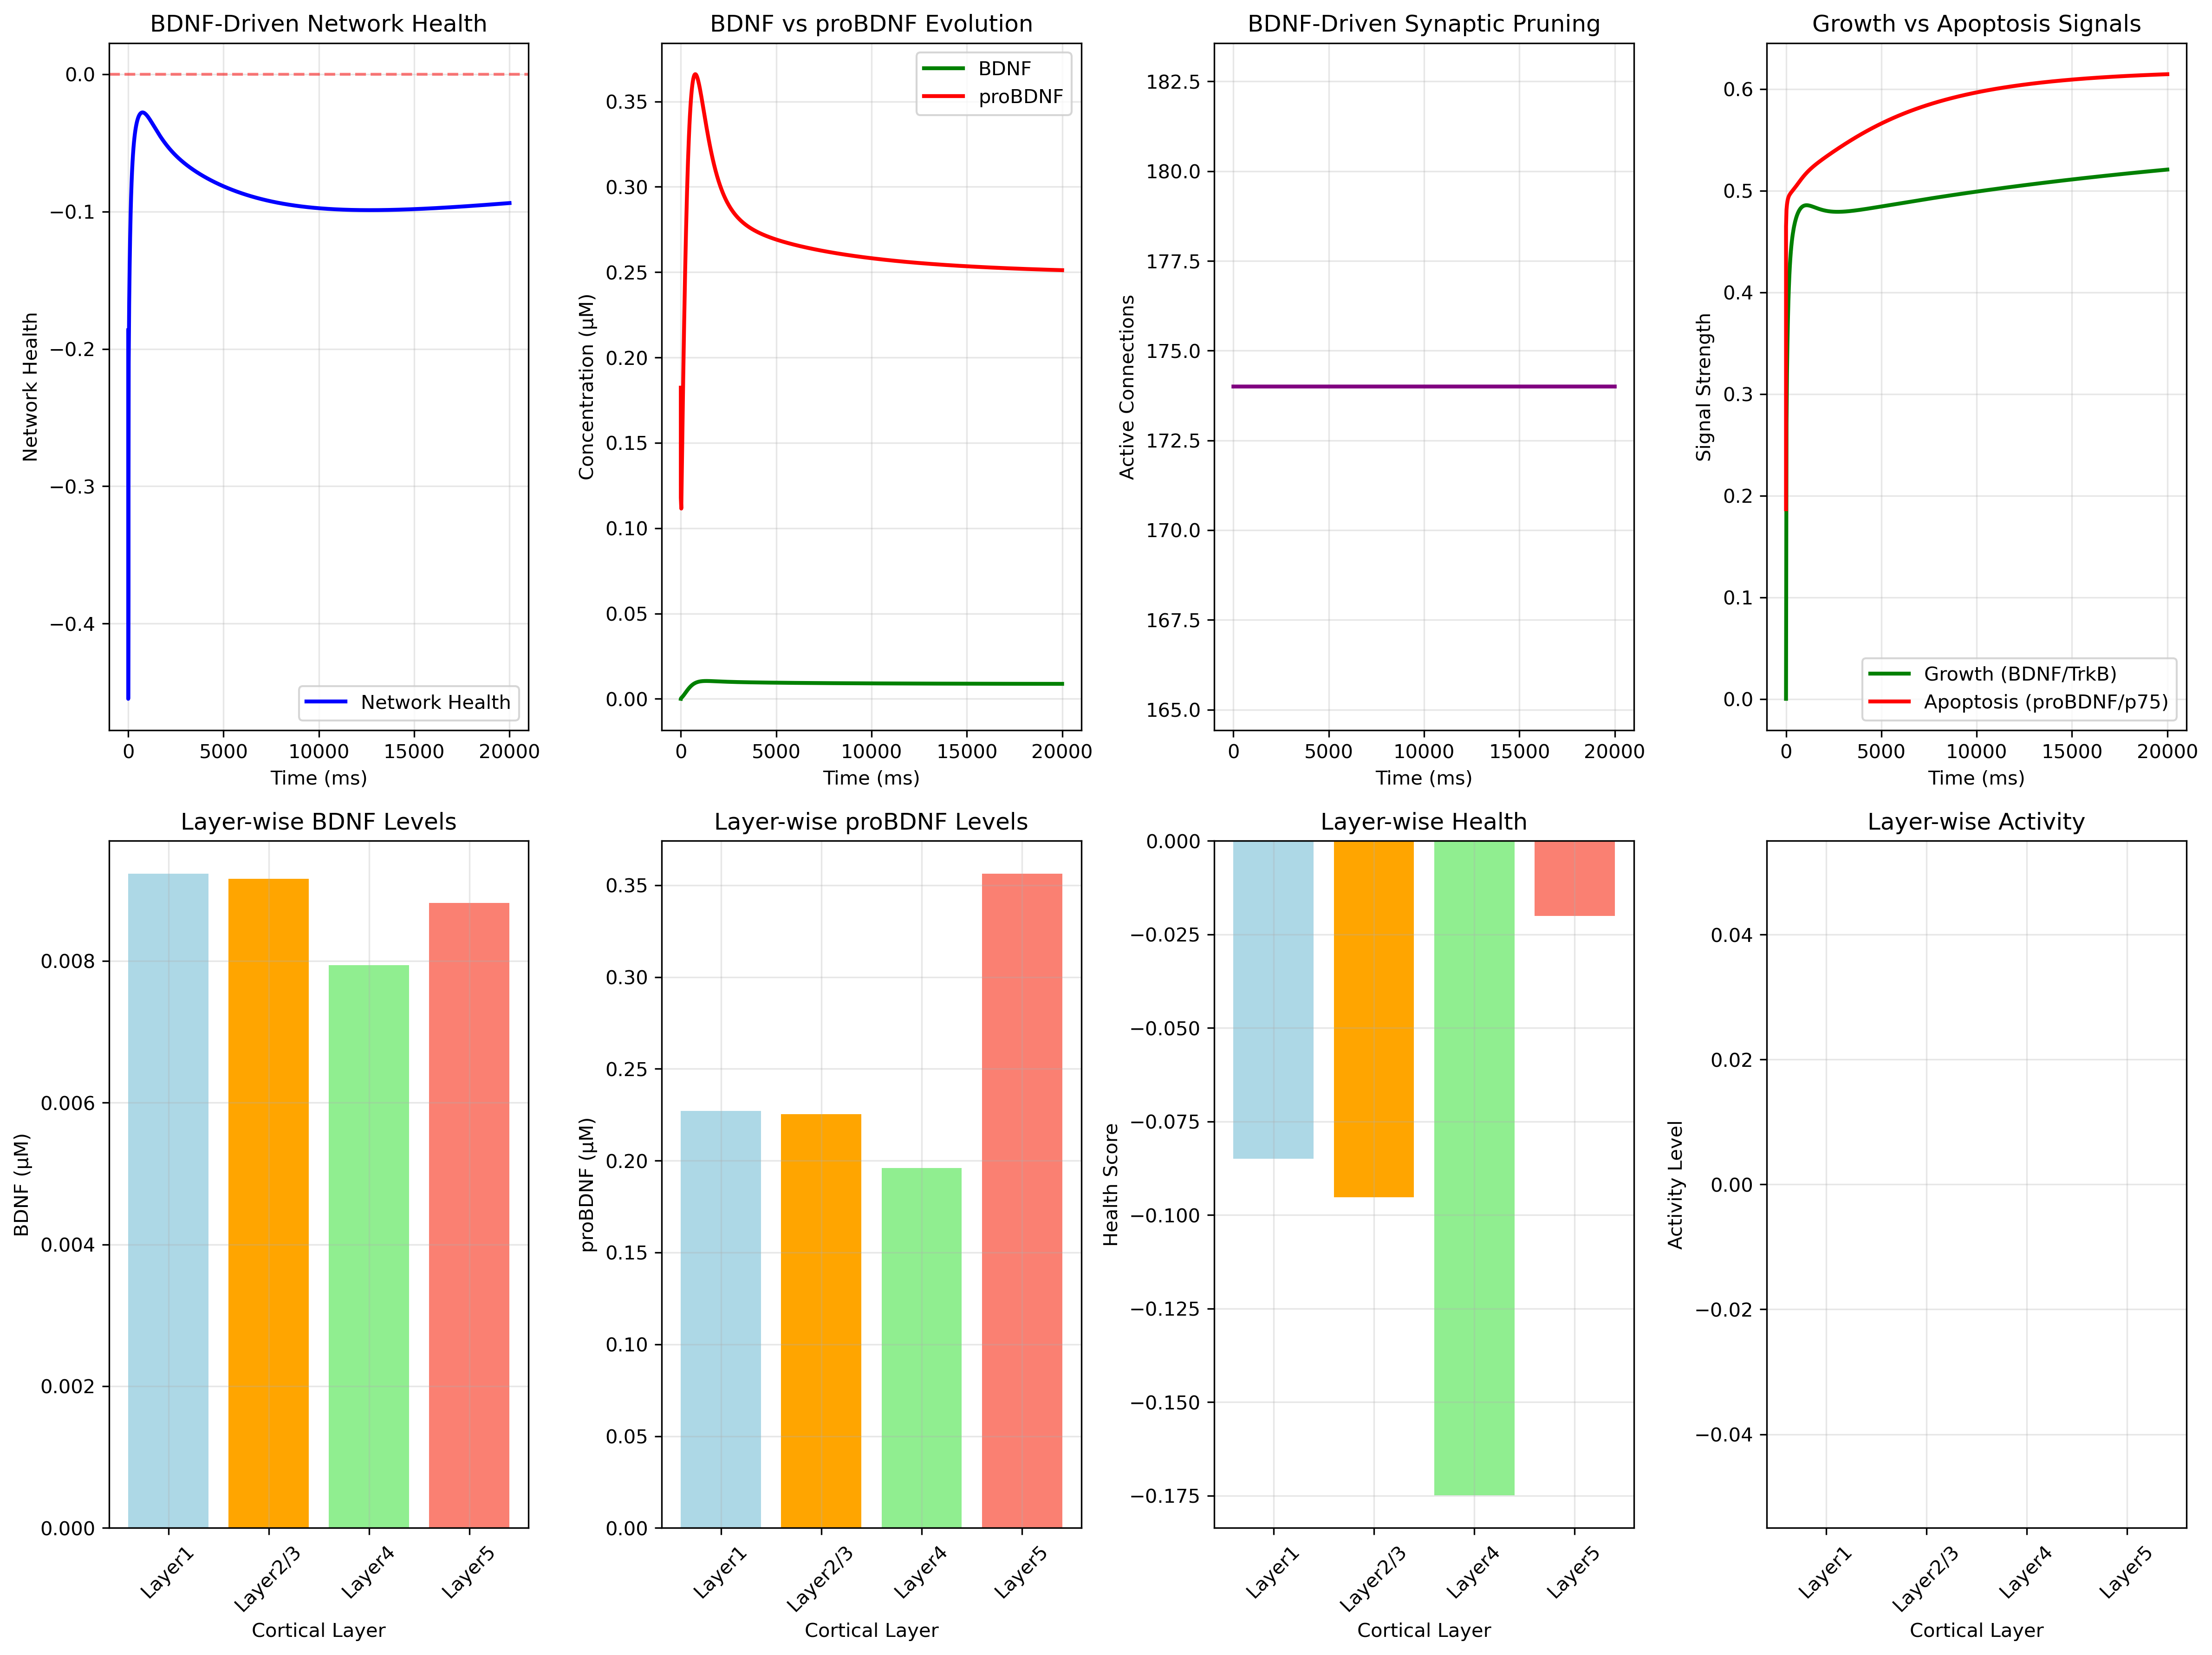 BDNF-Driven Network Health
Network Health
0.0
−0.1
−0.2
−0.3
−0.4
Network Health
0 5000 10000 15000 20000
Time (ms)
BDNF vs proBDNF Evolution
Concentration (μM)
0.35
0.30
0.25
0.20
0.15
0.10
0.05
0.00
BDNF
proBDNF
0 5000 10000 15000 20000
Time (ms)
BDNF-Driven Synaptic Pruning
Active Connections
182.5
180.0
177.5
175.0
172.5
170.0
167.5
165.0
0 5000 10000 15000 20000
Time (ms)
Growth vs Apoptosis Signals
Signal Strength
0.6
0.5
0.4
0.3
0.2
0.1
0.0
Growth (BDNF/TrkB)
Apoptosis (proBDNF/p75)
0 5000 10000 15000 20000
Time (ms)
Layer-wise BDNF Levels
BDNF (μM)
0.008
0.006
0.004
0.002
0.000
Layer1 Layer2/3 Layer4 Layer5
Cortical Layer
Layer-wise proBDNF Levels
proBDNF (μM)
0.35
0.30
0.25
0.20
0.15
0.10
0.05
0.00
Layer1 Layer2/3 Layer4 Layer5
Cortical Layer
Layer-wise Health
Health Score
0.000
−0.025
−0.050
−0.075
−0.100
−0.125
−0.150
−0.175
Layer1 Layer2/3 Layer4 Layer5
Cortical Layer
Layer-wise Activity
Activity Level
0.04
0.02
0.00
−0.02
−0.04
Layer1 Layer2/3 Layer4 Layer5
Cortical Layer